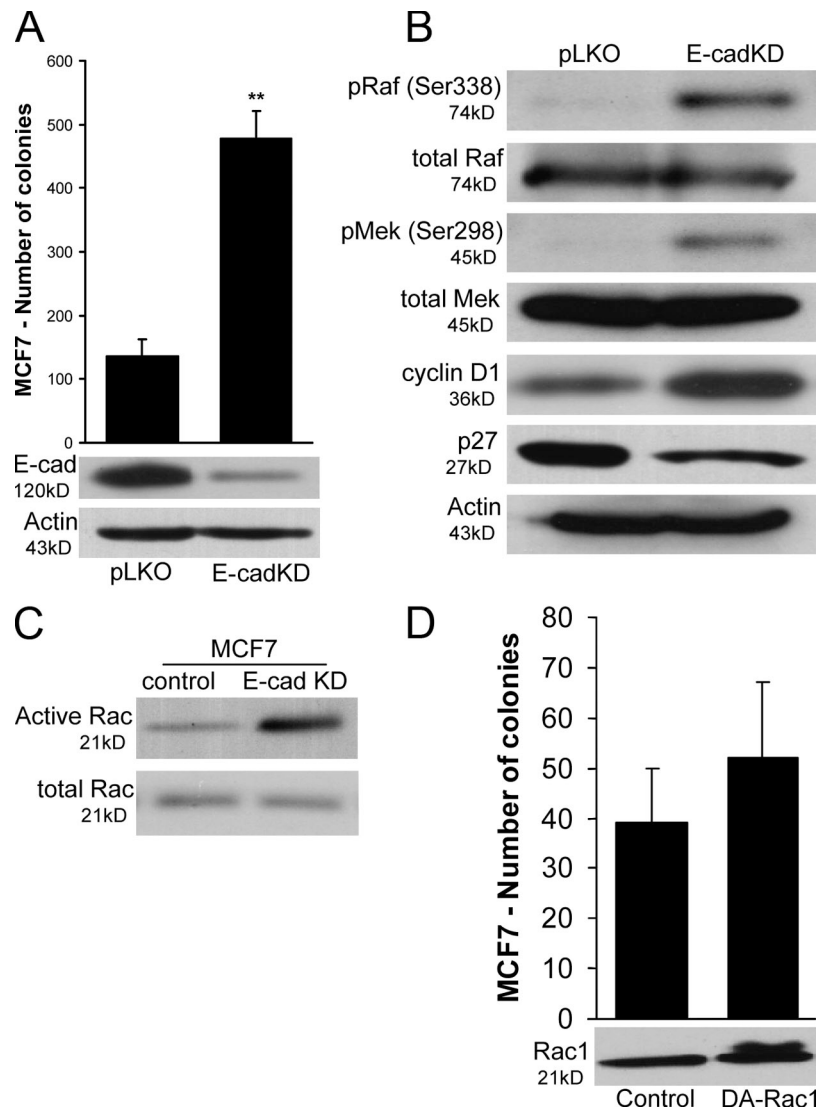 A
MCF7 - Number of colonies
600
500
400
300
200
100
0
**
E-cad
120kD
Actin
43kD
pLKO E-cadKD
B
pLKO E-cadKD
pRaf (Ser338)
74kD
total Raf
74kD
pMek (Ser298)
45kD
total Mek
45kD
cyclin D1
36kD
p27
27kD
Actin
43kD
C
MCF7
control E-cad KD
Active Rac
21kD
total Rac
21kD
D
MCF7 - Number of colonies
80
70
60
50
40
30
20
10
0
Rac1
21kD
Control DA-Rac1